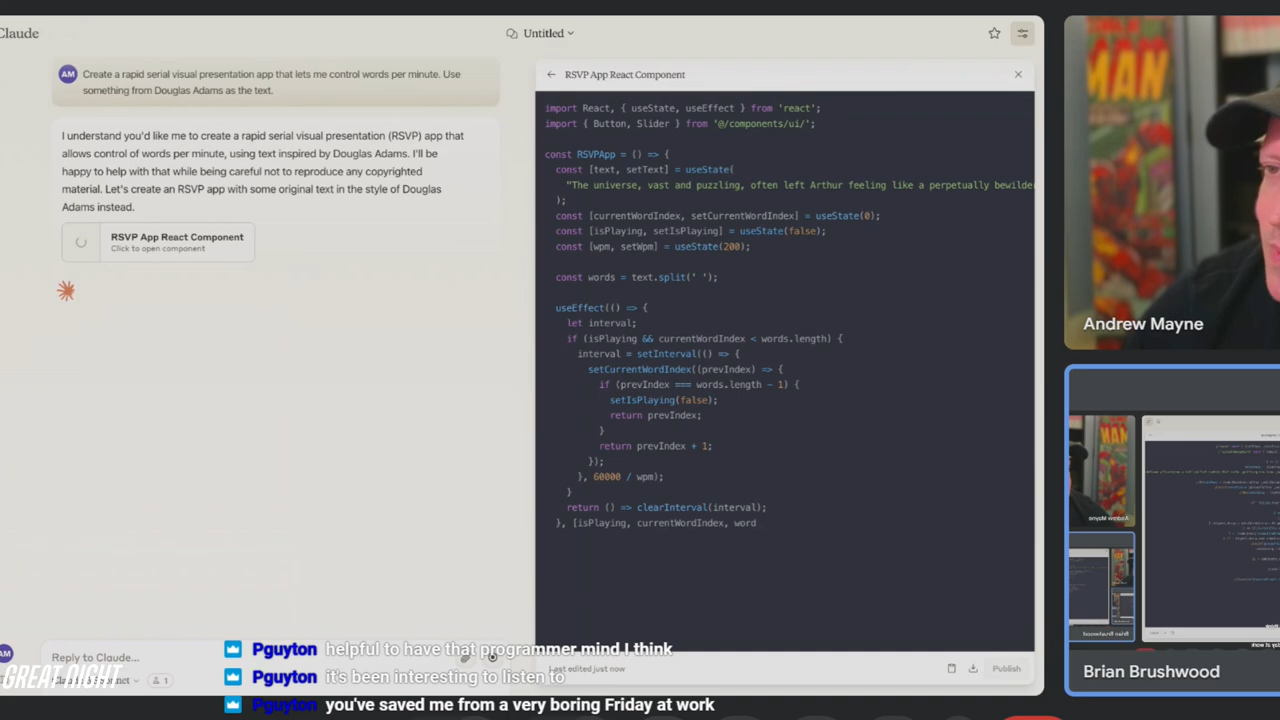 Claude
Untitled
AM
Create a rapid serial visual presentation app that lets me control words per minute. Use
something from Douglas Adams as the text.
I understand you'd like me to create a rapid serial visual presentation (RSVP) app that
allows control of words per minute, using text inspired by Douglas Adams. I'll be
happy to help with that while being careful not to reproduce any copyrighted
material. Let's create an RSVP app with some original text in the style of Douglas
Adams instead.
RSVP App React Component
Click to open component
RSVP App React Component
import React, { useState, useEffect } from 'react';
import { Button, Slider } from '@/components/ui/';
const RSVPApp = () => {
const [text, setText] = useState(
"The universe, vast and puzzling, often left Arthur feeling like a perpetually bewilder
);
const [currentWordIndex, setCurrentWordIndex] = useState(0);
const [isPlaying, setIsPlaying] = useState(false);
const [wpm, setWpm] = useState(200);
const words = text.split(' ');
useEffect(() => {
let interval;
if (isPlaying && currentWordIndex < words.length) {
interval = setInterval(() => {
setCurrentWordIndex((prevIndex) => {
if (prevIndex === words.length - 1) {
setIsPlaying(false);
return prevIndex;
}
return prevIndex + 1;
});
}, 60000 / wpm);
}
return () => clearInterval(interval);
}, [isPlaying, currentWordIndex, word
Last edited just now
Publish
AM
Reply to Claude...
1
GREAT NIGHT
Pguyton helpful to have that programmer mind I think
Pguyton it's been interesting to listen to
Pguyton you've saved me from a very boring Friday at work
MAN
Andrew Mayne
Brian Brushwood